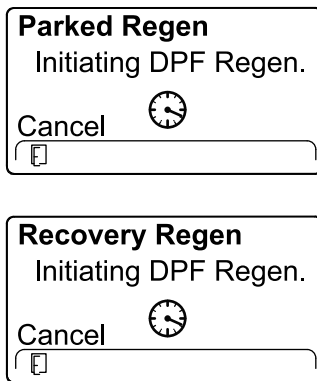 Parked Regen
Initiating DPF Regen.
Cancel
Recovery Regen
Initiating DPF Regen.
Cancel